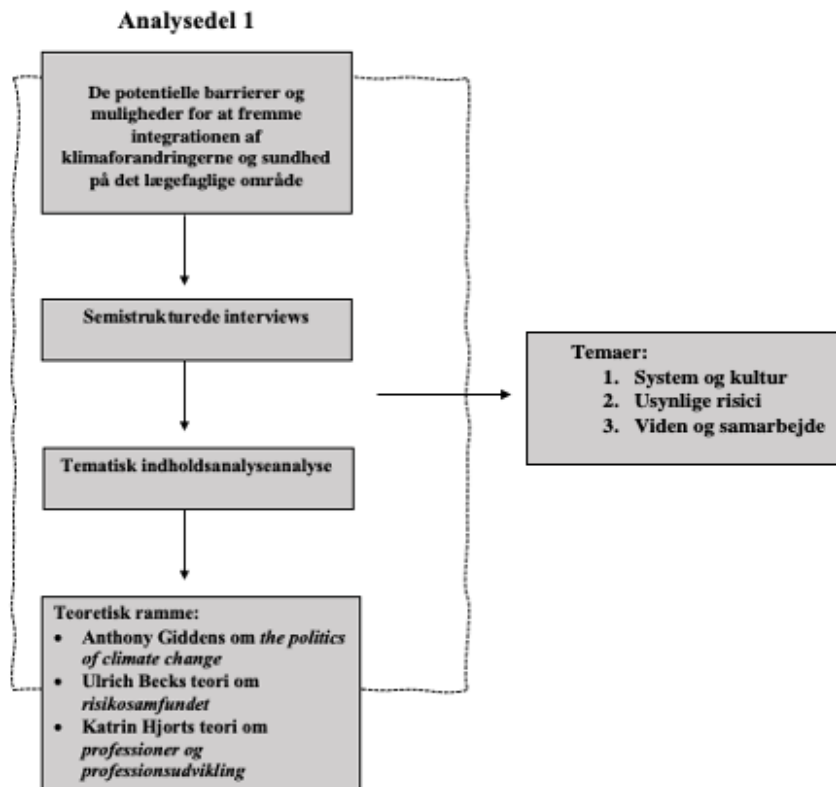 Analysedel 1
De potentielle barrierer og
muligheder for at fremme
integrationen af
klimaforandringerne og sundhed
på det lægefaglige område
Semistrukturede interviews
Tematisk indholdsanalyseanalyse
Teoretisk ramme:
• Anthony Giddens om the politics
of climate change
• Ulrich Becks teori om
risikosamfundet
• Katrin Hjorts teori om
professioner og
professionsudvikling
Temaer:
1. System og kultur
2. Usynlige risici
3. Viden og samarbejde